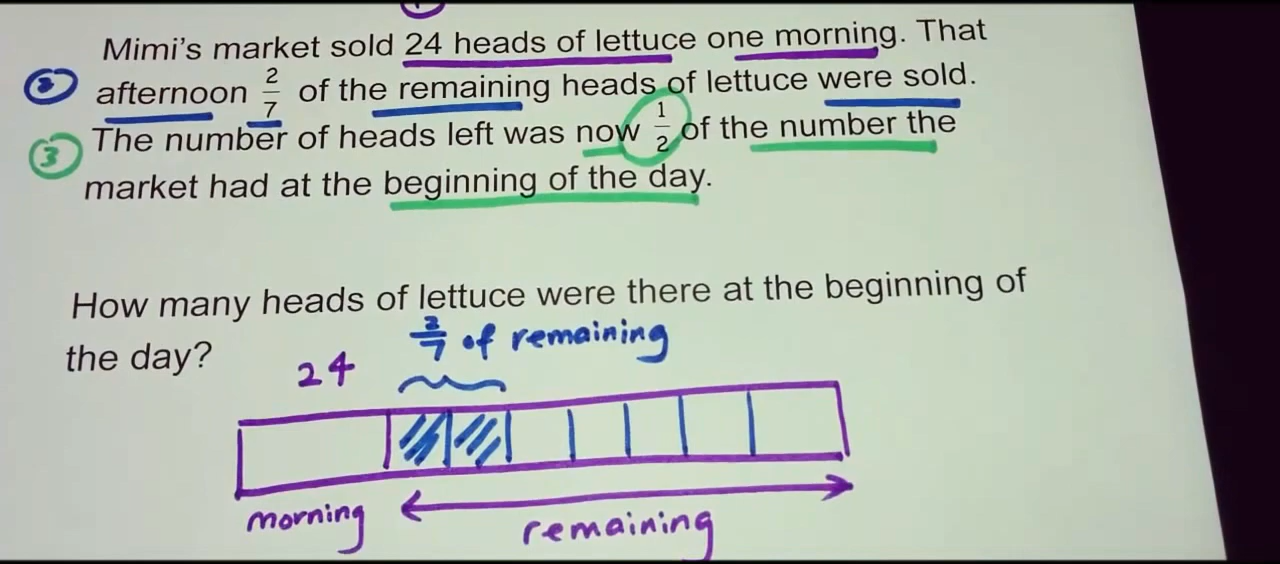 Mimi's market sold 24 heads of lettuce one morning. That
② afternoon 2/7 of the remaining heads of lettuce were sold.
③ The number of heads left was now 1/2 of the number the
market had at the beginning of the day.
How many heads of lettuce were there at the beginning of
the day?
2/7 of remaining
24
morning
remaining